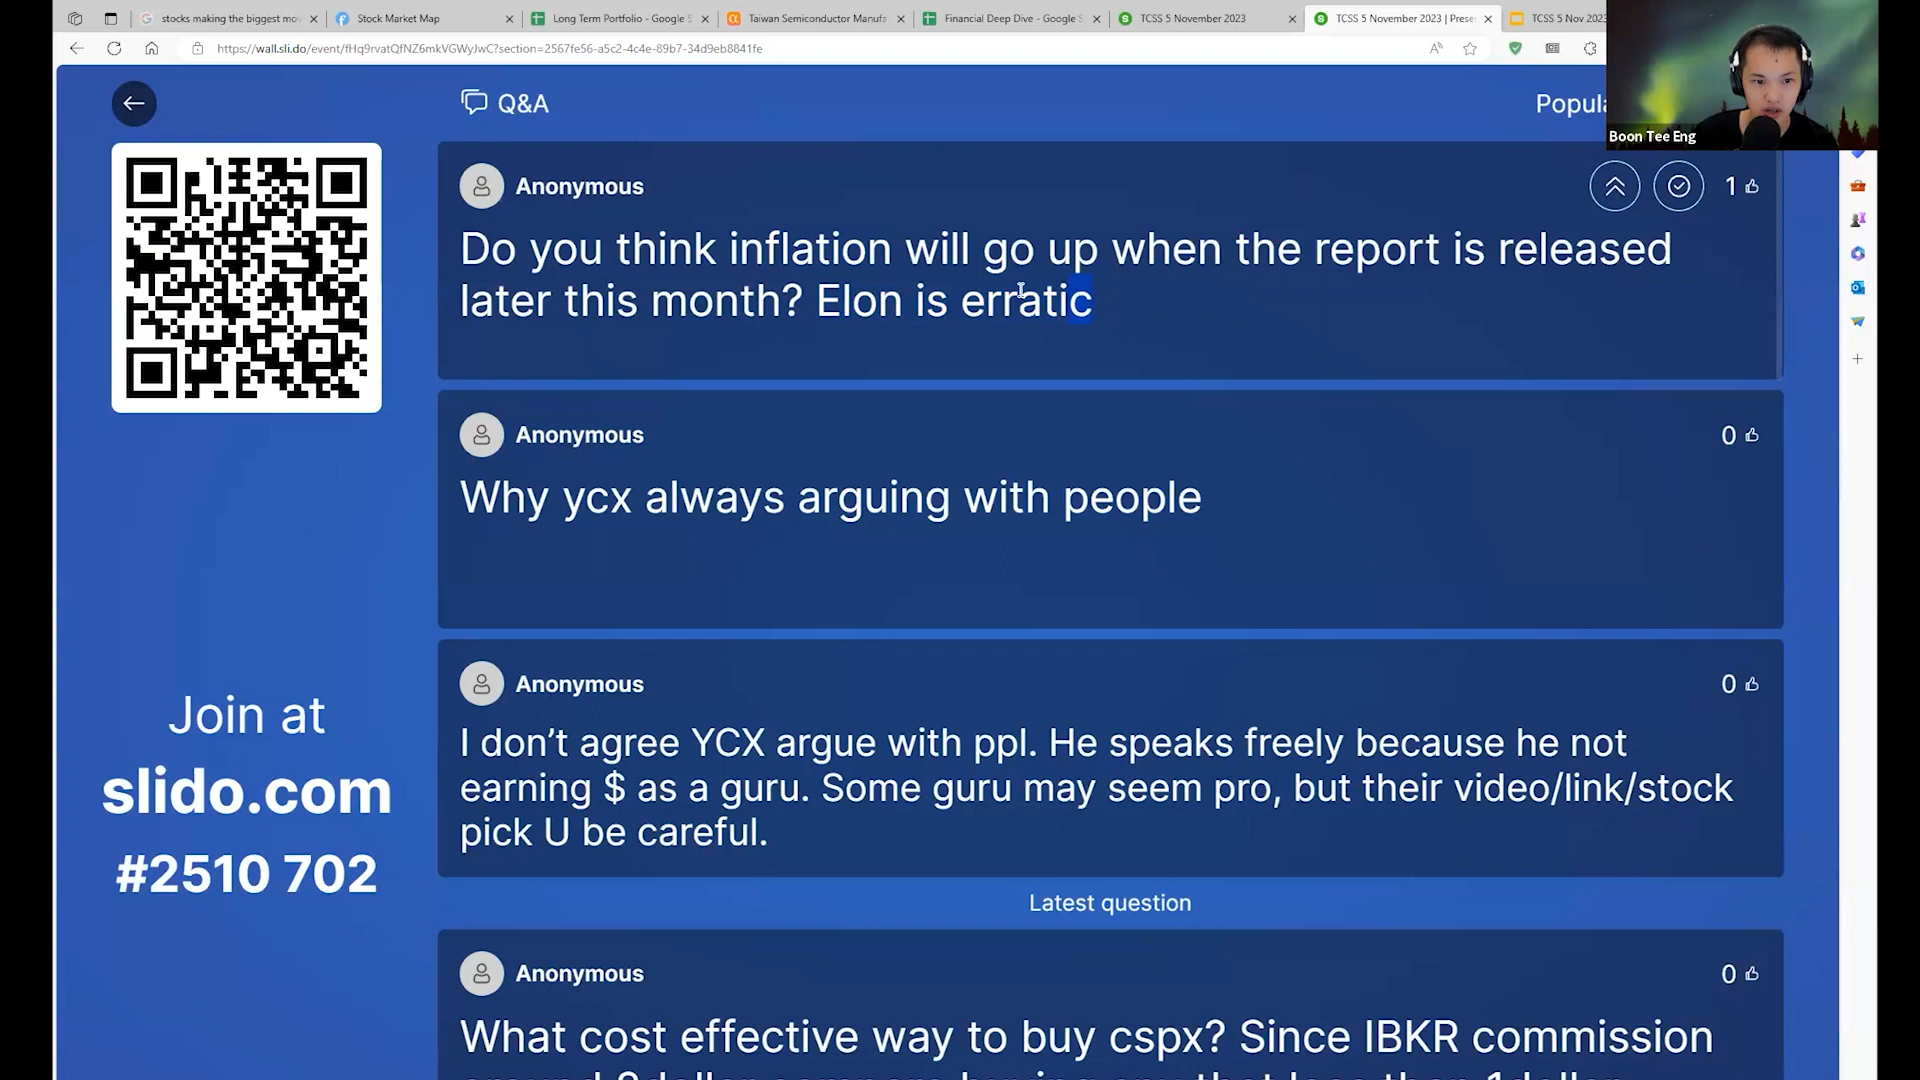 stocks making the biggest mov
Stock Market Map
Long Term Portfolio - Google S
Taiwan Semiconductor Manufa
Financial Deep Dive - Google S
TCSS 5 November 2023
TCSS 5 November 2023 | Prese
TCSS 5 Nov 2023
https://wall.sli.do/event/fHq9rvatQfNZ6mkVGWyJwC?section=2567fe56-a5c2-4c4e-89b7-34d9eb8841fe
Boon Tee Eng
Q&A
Popula
Anonymous
1
Do you think inflation will go up when the report is released
later this month? Elon is erratic
Anonymous
0
Why ycx always arguing with people
Anonymous
0
I don’t agree YCX argue with ppl. He speaks freely because he not
earning $ as a guru. Some guru may seem pro, but their video/link/stock
pick U be careful.
Join at
slido.com
#2510 702
Latest question
Anonymous
0
What cost effective way to buy cspx? Since IBKR commission